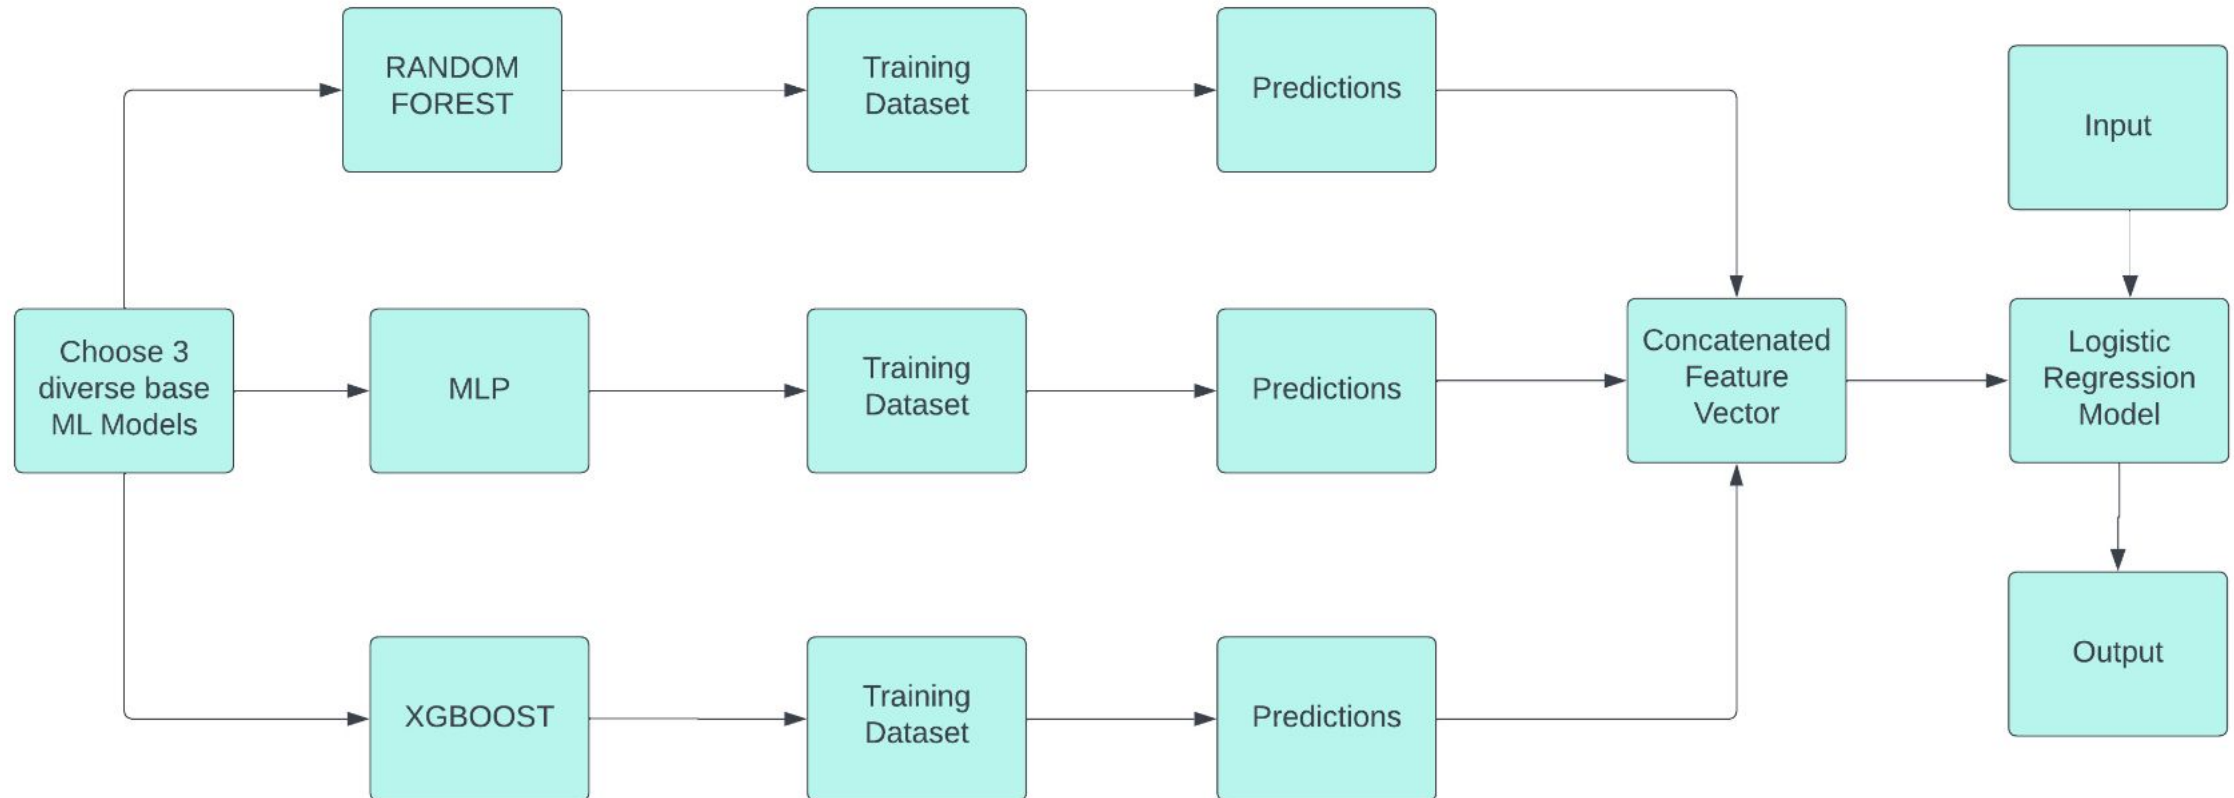 RANDOM
FOREST
Training
Dataset
Predictions
Input
Choose 3
diverse base
ML Models
MLP
Training
Dataset
Predictions
Concatenated
Feature
Vector
Logistic
Regression
Model
XGBOOST
Training
Dataset
Predictions
Output